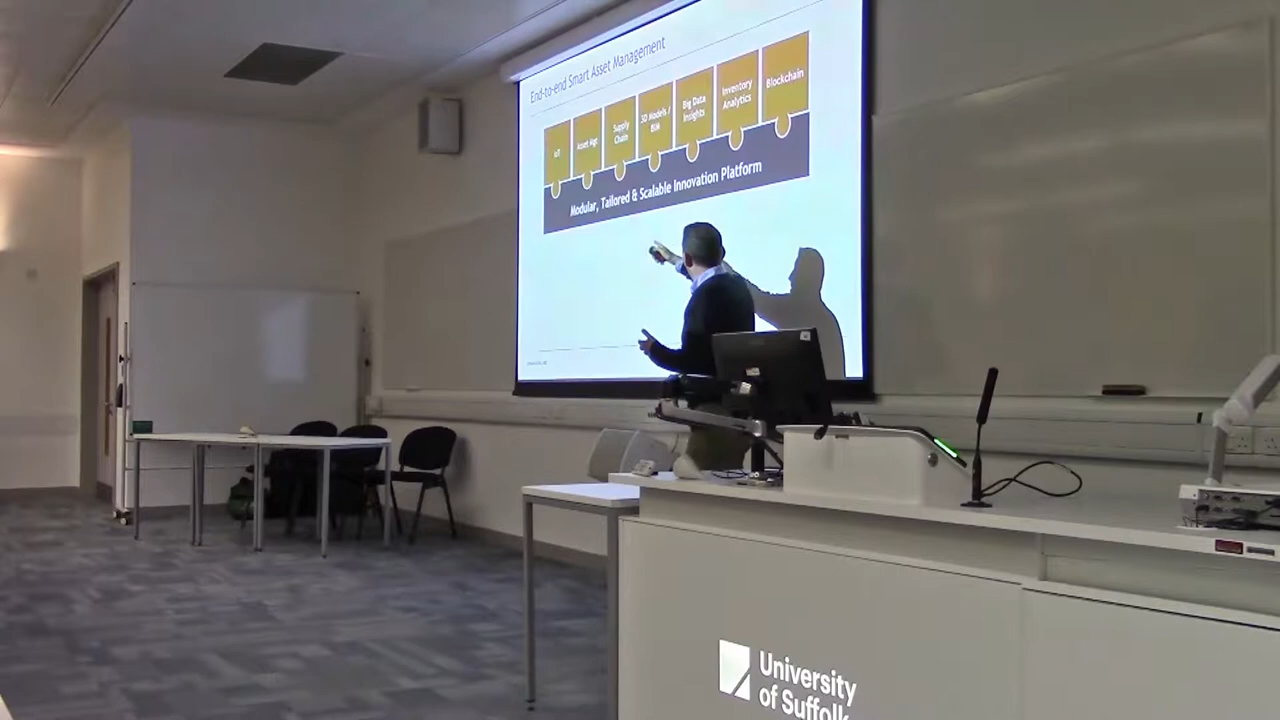 End-to-end Smart Asset Management
IoT
Asset Mgt
Supply
Chain
3D Models /
BIM
Big Data
Insights
Inventory
Analytics
Blockchain
Modular, Tailored & Scalable Innovation Platform
University
of Suffolk